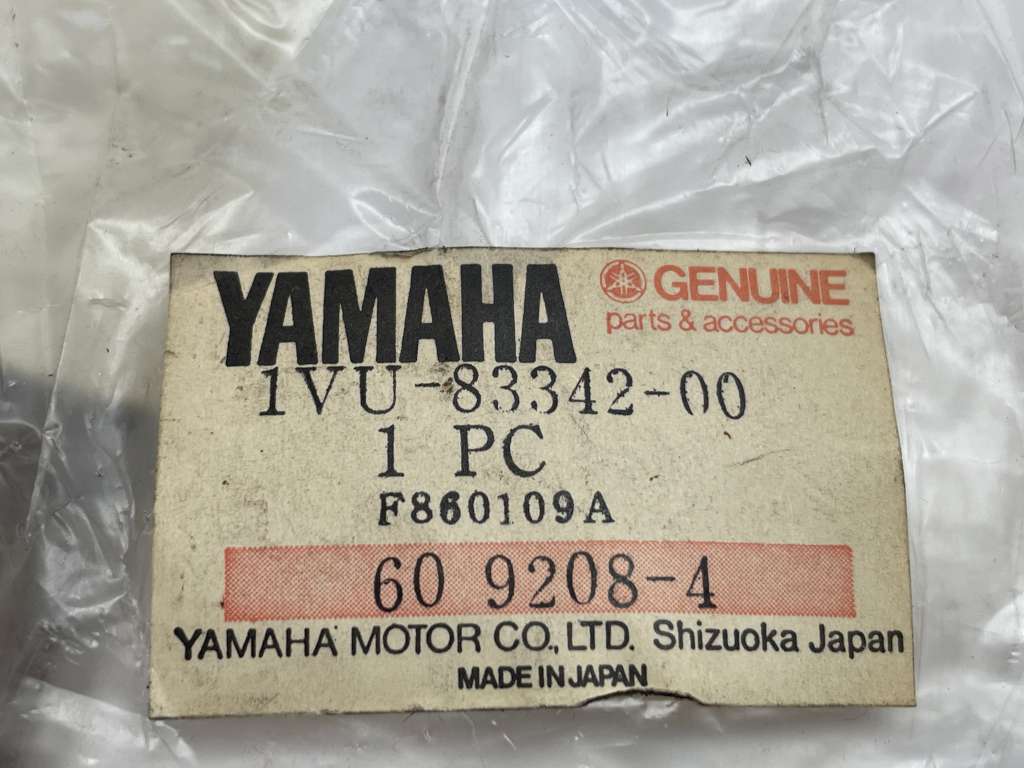 YAMAHA GENUINE
parts & accessories
1VU-83342-00
1 PC
F860109A
60 9208-4
YAMAHA MOTOR CO., LTD. Shizuoka Japan
MADE IN JAPAN